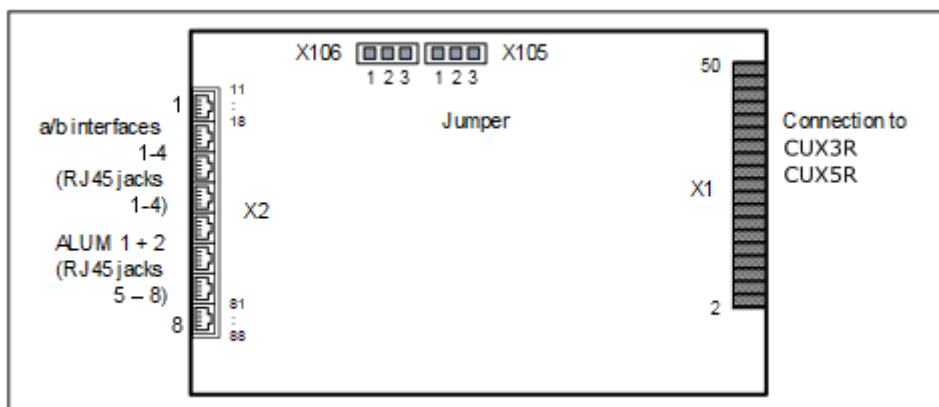 X106 X105
1 2 3 1 2 3
Jumper
1
11
:
18
a/b interfaces
1-4
(RJ45 jacks
1-4)
X2
ALUM 1 + 2
(RJ45 jacks
5 – 8)
8
81
:
88
50
X1
2
Connection to
CUX3R
CUX5R